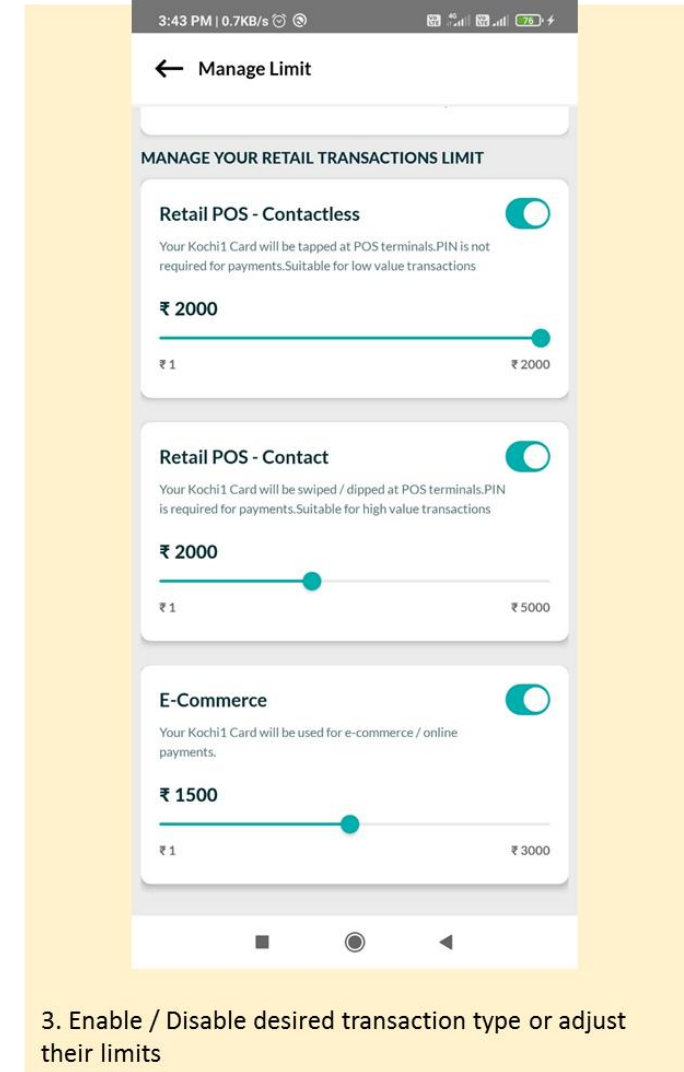 3:43 PM | 0.7KB/s
76
Manage Limit
MANAGE YOUR RETAIL TRANSACTIONS LIMIT
Retail POS - Contactless
Your Kochi1 Card will be tapped at POS terminals.PIN is not
required for payments.Suitable for low value transactions
₹ 2000
₹ 1 ₹ 2000
Retail POS - Contact
Your Kochi1 Card will be swiped / dipped at POS terminals.PIN
is required for payments.Suitable for high value transactions
₹ 2000
₹ 1 ₹ 5000
E-Commerce
Your Kochi1 Card will be used for e-commerce / online
payments.
₹ 1500
₹ 1 ₹ 3000
3. Enable / Disable desired transaction type or adjust
their limits